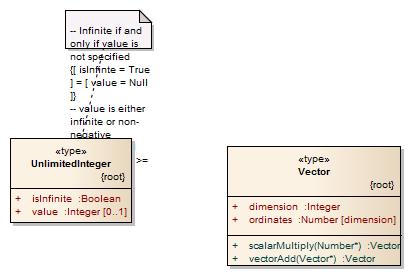 -- Infinite if and
only if value is
not specified
{[ isInfinte = True
] = [ value = Null
]}
-- value is either
infinite or non-
negative
>=
«type»
UnlimitedInteger
{root}
+ isInfinite :Boolean
+ value :Integer [0..1]
«type»
Vector
{root}
+ dimension :Integer
+ ordinates :Number [dimension]
+ scalarMultiply(Number*) :Vector
+ vectorAdd(Vector*) :Vector